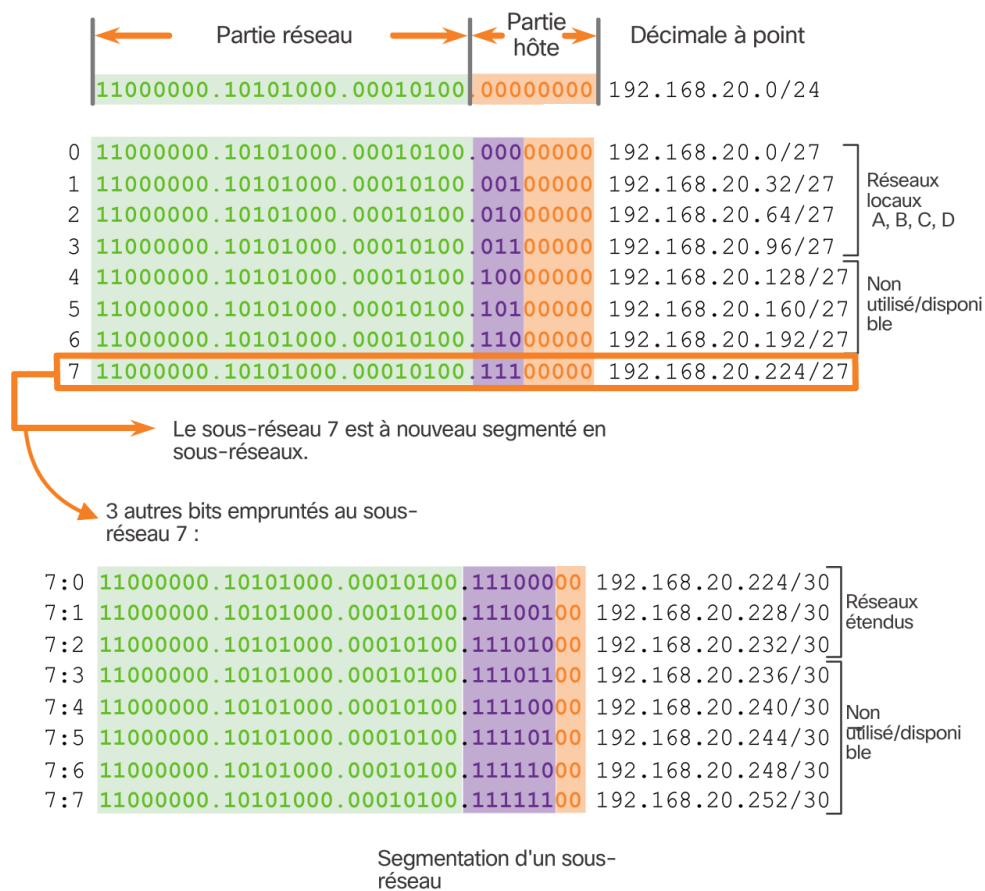 Partie réseau
Partie
hôte
Décimale à point
11000000.10101000.00010100.00000000 192.168.20.0/24
0 11000000.10101000.00010100.00000000 192.168.20.0/27
1 11000000.10101000.00010100.00100000 192.168.20.32/27
2 11000000.10101000.00010100.01000000 192.168.20.64/27
3 11000000.10101000.00010100.01100000 192.168.20.96/27
Réseaux
locaux
A, B, C, D
4 11000000.10101000.00010100.10000000 192.168.20.128/27
5 11000000.10101000.00010100.10100000 192.168.20.160/27
6 11000000.10101000.00010100.11000000 192.168.20.192/27
Non
utilisé/disponi
ble
7 11000000.10101000.00010100.11100000 192.168.20.224/27
Le sous-réseau 7 est à nouveau segmenté en
sous-réseaux.
3 autres bits empruntés au sous-
réseau 7 :
7:0 11000000.10101000.00010100.11100000 192.168.20.224/30
7:1 11000000.10101000.00010100.11100100 192.168.20.228/30
7:2 11000000.10101000.00010100.11101000 192.168.20.232/30
Réseaux
étendus
7:3 11000000.10101000.00010100.11101100 192.168.20.236/30
7:4 11000000.10101000.00010100.11110000 192.168.20.240/30
7:5 11000000.10101000.00010100.11110100 192.168.20.244/30
7:6 11000000.10101000.00010100.11111000 192.168.20.248/30
7:7 11000000.10101000.00010100.11111100 192.168.20.252/30
Non
utilisé/disponi
ble
Segmentation d'un sous-
réseau